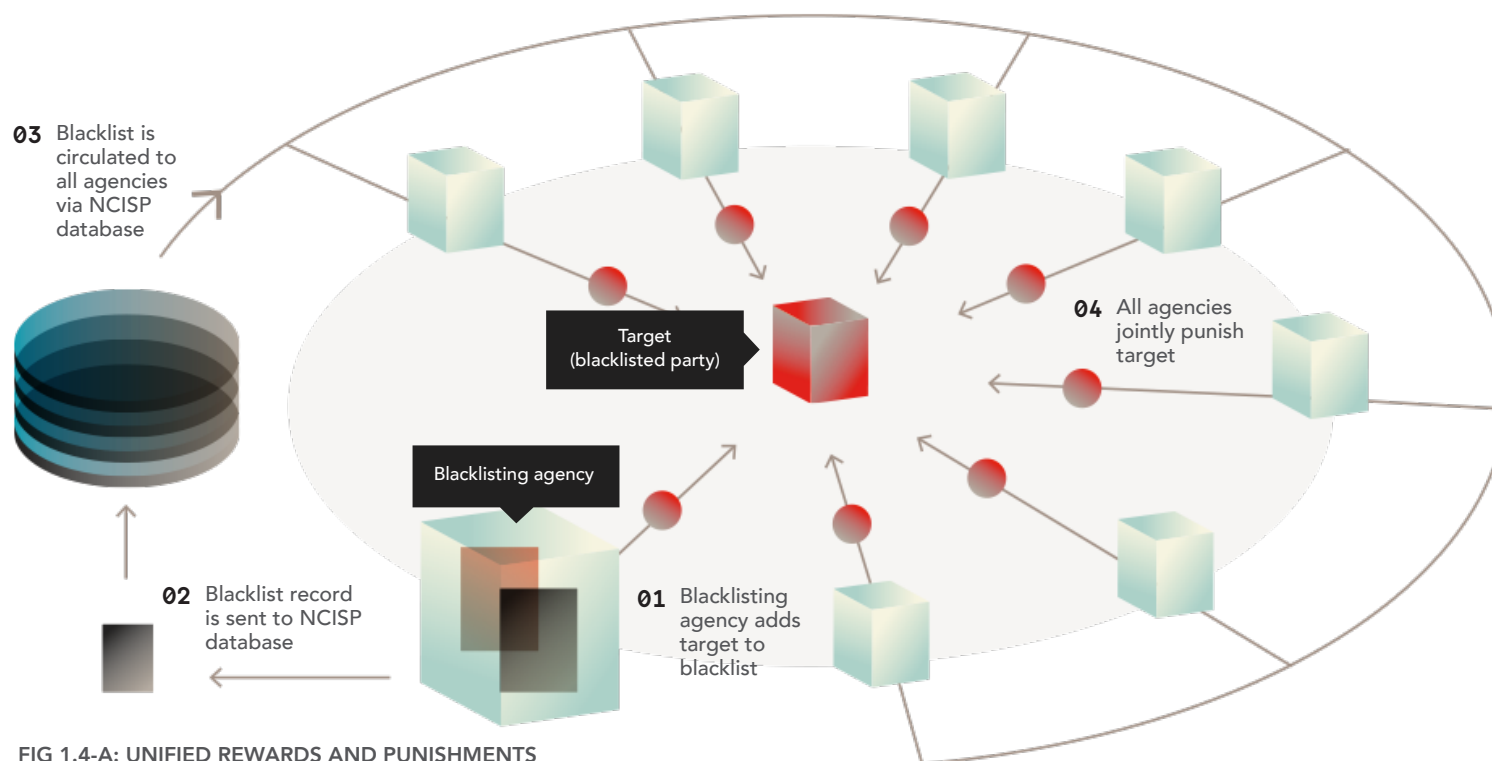 03 Blacklist is
circulated to
all agencies
via NCISP
database
Target
(blacklisted party)
04 All agencies
jointly punish
target
Blacklisting agency
02 Blacklist record
is sent to NCISP
database
01 Blacklisting
agency adds
target to
blacklist
FIG 1.4-A: UNIFIED REWARDS AND PUNISHMENTS